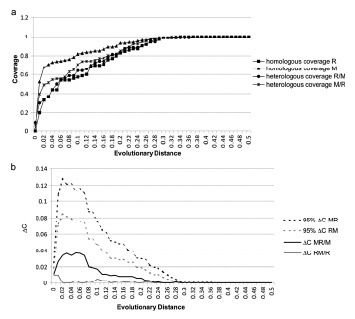 a
1.2
1
0.8
0.6
0.4
0.2
0
Coverage
0 0.02 0.04 0.06 0.08 0.1 0.12 0.14 0.16 0.18 0.2 0.22 0.24 0.26 0.28 0.3 0.32 0.34 0.36 0.38 0.4 0.42 0.44 0.46 0.48 0.5
Evolutionary Distance
homologous coverage R
homologous coverage M
heterologous coverage R/M
heterologous coverage M/R
b
0.14
0.12
0.1
0.08
0.06
0.04
0.02
0
ΔC
0 0.02 0.04 0.06 0.08 0.1 0.12 0.14 0.16 0.18 0.2 0.22 0.24 0.26 0.28 0.3 0.32 0.34 0.36 0.38 0.4 0.42 0.44 0.46 0.48 0.5
Evolutionary Distance
95% ΔC MR
95% ΔC RM
ΔC MR/M
ΔC RM/R